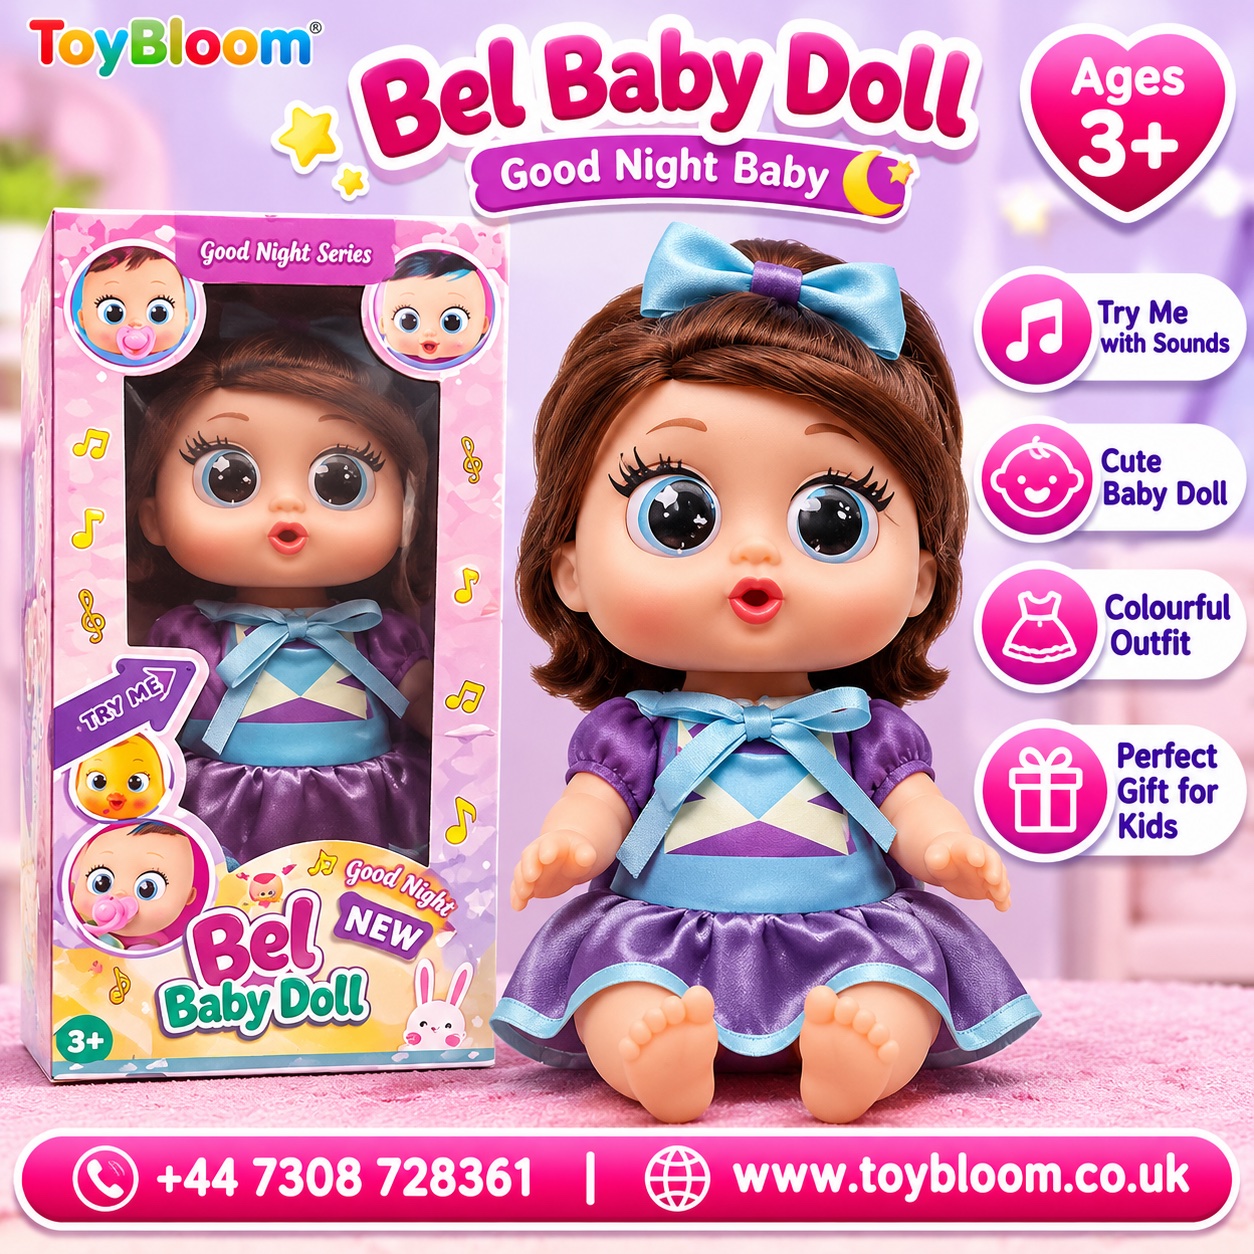 ToyBloom®
Bel Baby Doll
Good Night Baby
Ages
3+
Good Night Series
Try Me
with Sounds
Cute
Baby Doll
Colourful
Outfit
Perfect
Gift for
Kids
TRY ME
Good Night
NEW
Bel
Baby Doll
3+
+44 7308 728361 | www.toybloom.co.uk